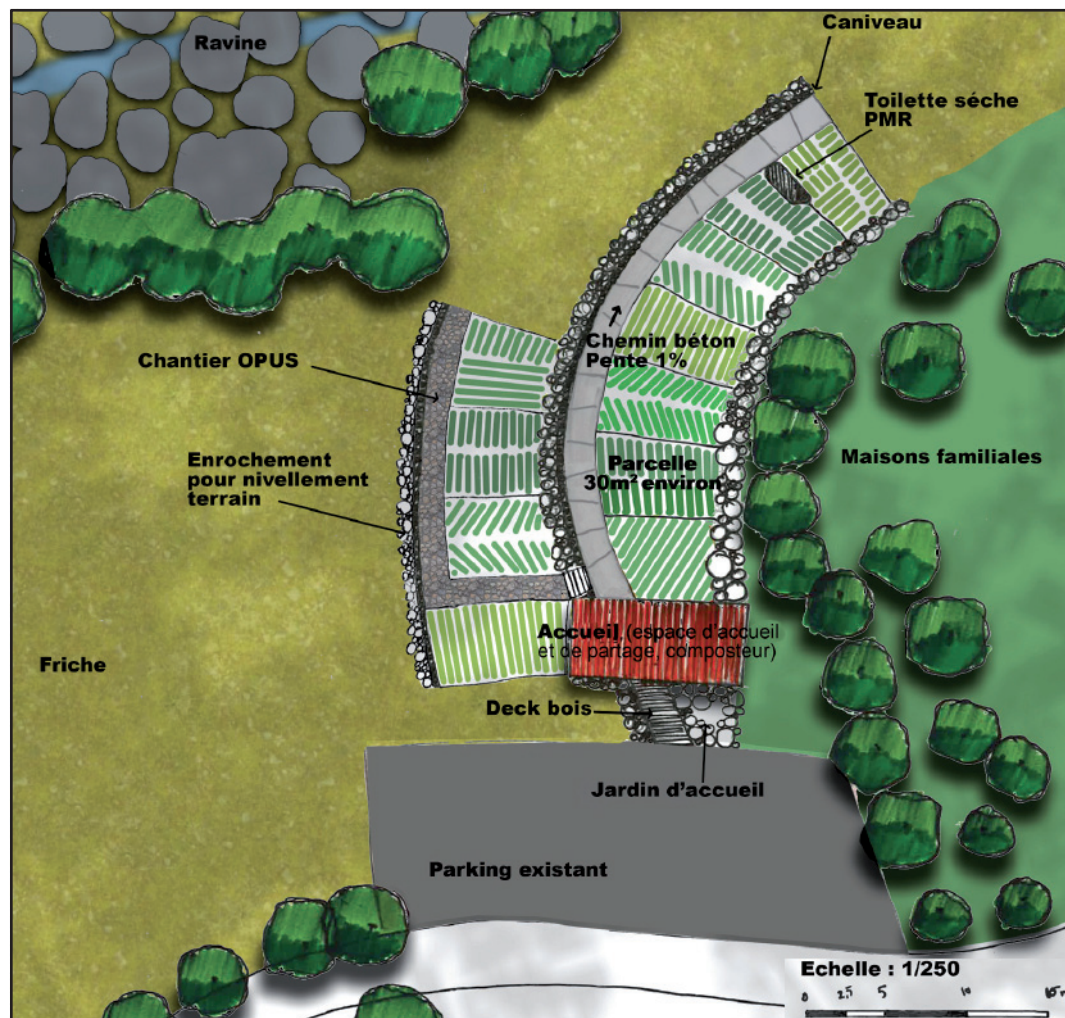 Ravine
Caniveau
Toilette séche
PMR
Chemin béton
Pente 1%
Chantier OPUS
Enrochement
pour nivellement
terrain
Parcelle
30m² environ
Maisons familiales
Accueil (espace d'accueil
et de partage, composteur)
Friche
Deck bois
Jardin d'accueil
Parking existant
Echelle : 1/250
0 2,5 5 10 15 m